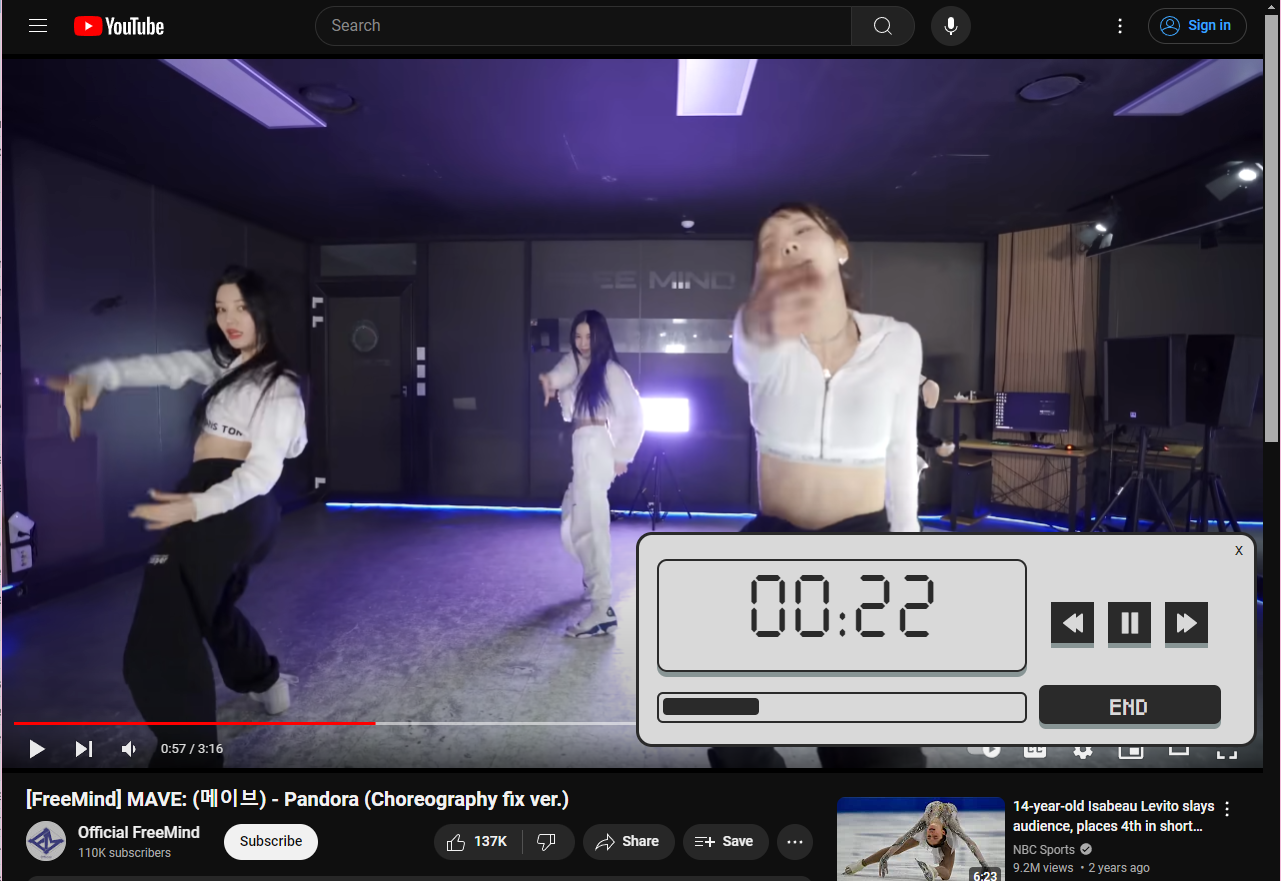 YouTube
Search
Sign in
FREE MIND
00:22
X
END
0:57 / 3:16
CC
[FreeMind] MAVE: (메이브) - Pandora (Choreography fix ver.)
Official FreeMind
110K subscribers
Subscribe
137K
Share
Save
14-year-old Isabeau Levito slays
audience, places 4th in short...
NBC Sports
9.2M views • 2 years ago
6:23